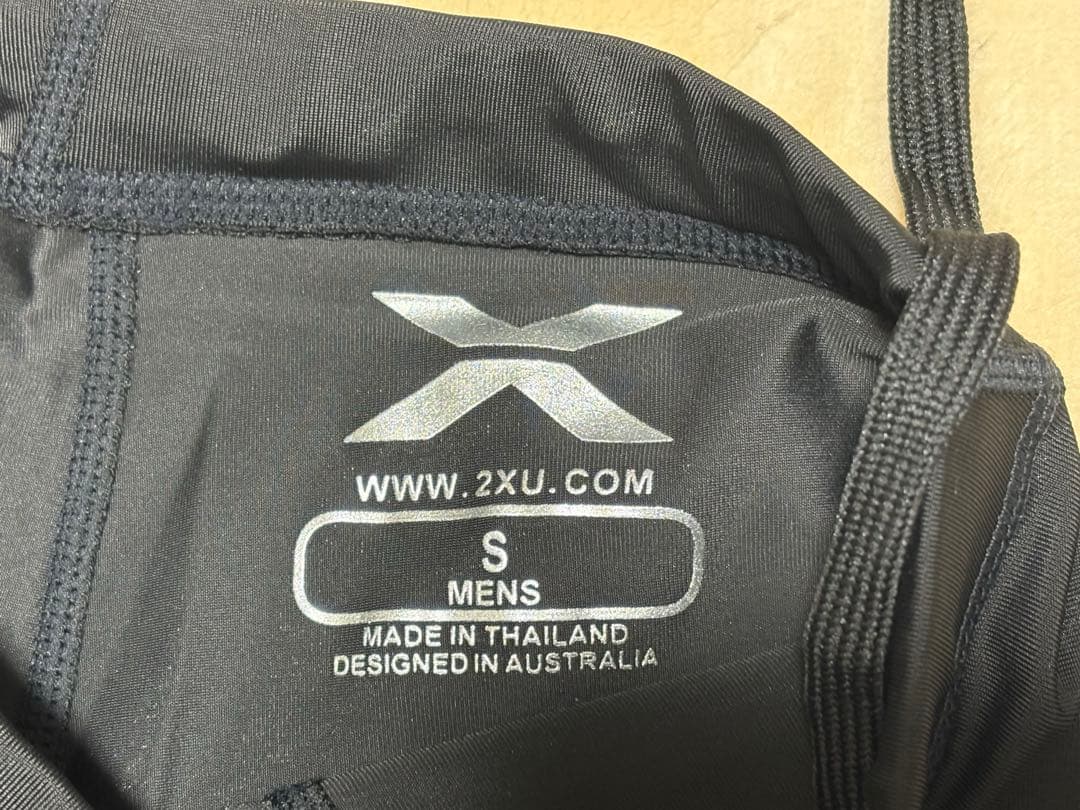 X
WWW.2XU.COM
S
MENS
MADE IN THAILAND
DESIGNED IN AUSTRALIA